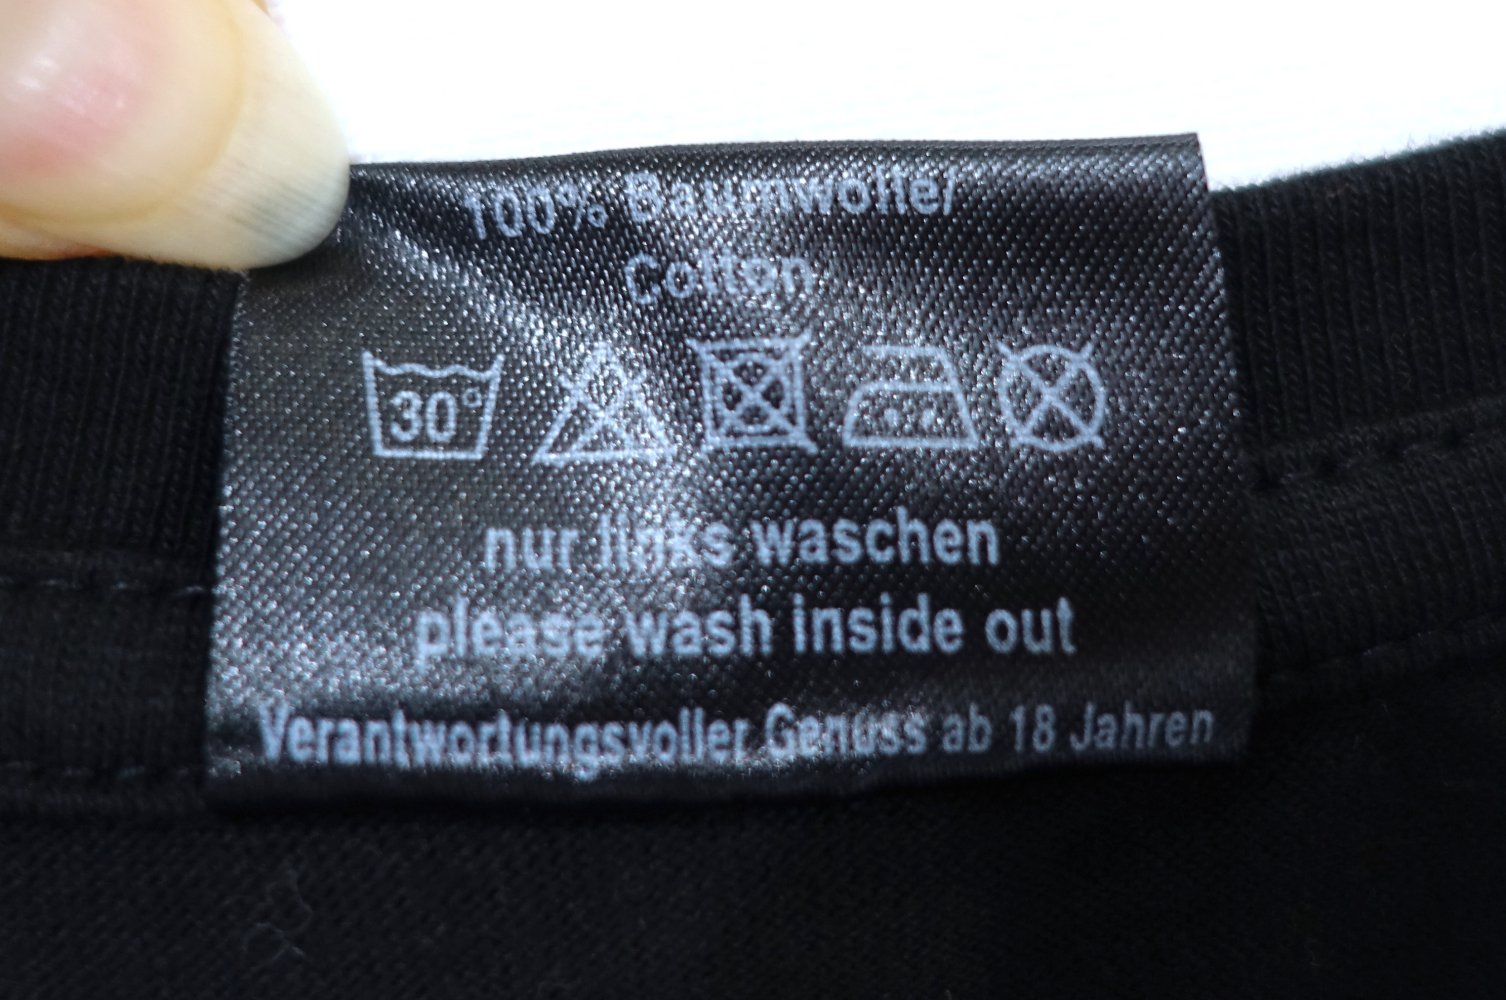 100% Baumwolle/
Cotton
30°
nur links waschen
please wash inside out
Verantwortungsvoller Genuss ab 18 Jahren